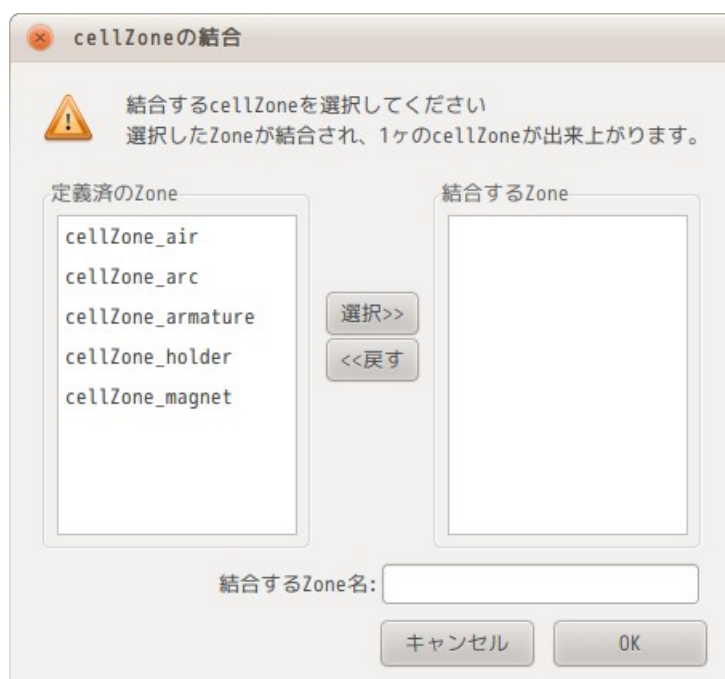 cellZoneの結合
結合するcellZoneを選択してください
選択したZoneが結合され、1ヶのcellZoneが出来上がります。
定義済のZone
cellZone_air
cellZone_arc
cellZone_armature
cellZone_holder
cellZone_magnet
選択>>
<<戻す
結合するZone
結合するZone名:
キャンセル
OK